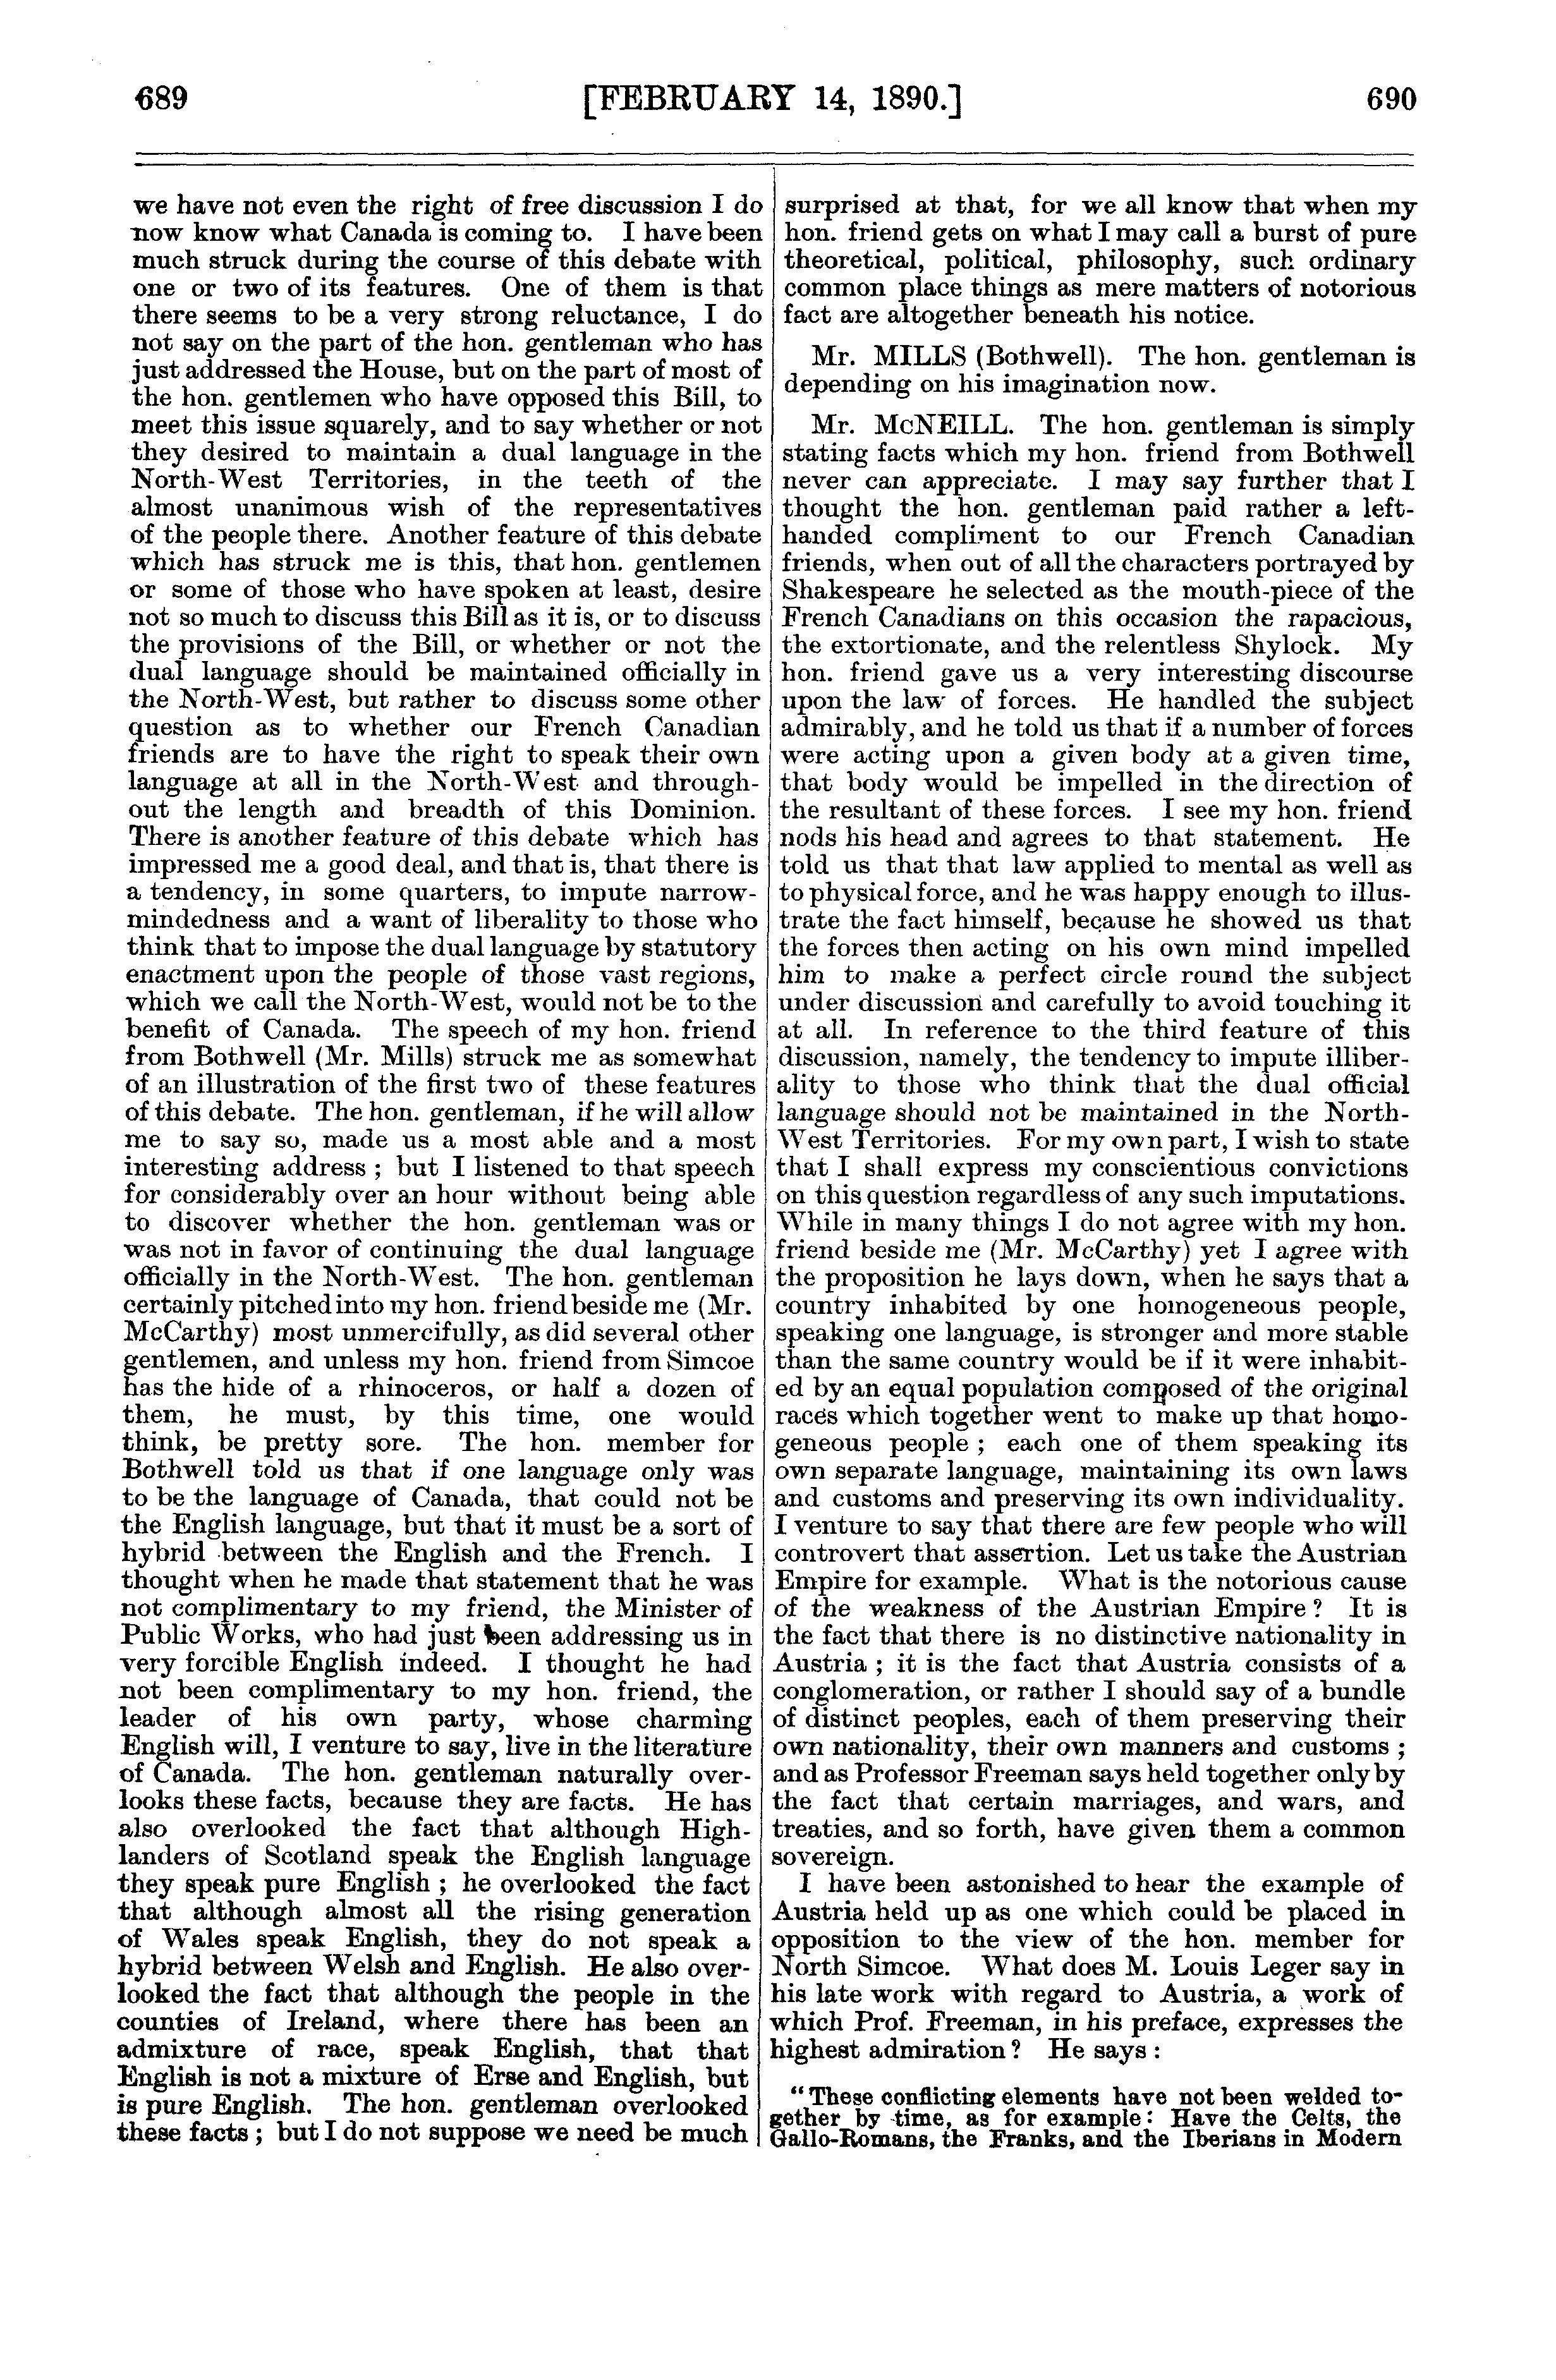 689
[FEBRUARY 14, 1890.]
690
we have not even the right of free discussion I do
now know what Canada is coming to. I have been
much struck during the course of this debate with
one or two of its features. One of them is that
there seems to be a very strong reluctance, I do
not say on the part of the hon. gentleman who has
just addressed the House, but on the part of most of
the hon. gentlemen who have opposed this Bill, to
meet this issue squarely, and to say whether or not
they desired to maintain a dual language in the
North-West Territories, in the teeth of the
almost unanimous wish of the representatives
of the people there. Another feature of this debate
which has struck me is this, that hon. gentlemen
or some of those who have spoken at least, desire
not so much to discuss this Bill as it is, or to discuss
the provisions of the Bill, or whether or not the
dual language should be maintained officially in
the North-West, but rather to discuss some other
question as to whether our French Canadian
friends are to have the right to speak their own
language at all in the North-West and through-
out the length and breadth of this Dominion.
There is another feature of this debate which has
impressed me a good deal, and that is, that there is
a tendency, in some quarters, to impute narrow-
mindedness and a want of liberality to those who
think that to impose the dual language by statutory
enactment upon the people of those vast regions,
which we call the North-West, would not be to the
benefit of Canada. The speech of my hon. friend
from Bothwell (Mr. Mills) struck me as somewhat
of an illustration of the first two of these features
of this debate. The hon. gentleman, if he will allow
me to say so, made us a most able and a most
interesting address ; but I listened to that speech
for considerably over an hour without being able
to discover whether the hon. gentleman was or
was not in favor of continuing the dual language
officially in the North-West. The hon. gentleman
certainly pitched into my hon. friend beside me (Mr.
McCarthy) most unmercifully, as did several other
gentlemen, and unless my hon. friend from Simcoe
has the hide of a rhinoceros, or half a dozen of
them, he must, by this time, one would
think, be pretty sore. The hon. member for
Bothwell told us that if one language only was
to be the language of Canada, that could not be
the English language, but that it must be a sort of
hybrid between the English and the French. I
thought when he made that statement that he was
not complimentary to my friend, the Minister of
Public Works, who had just been addressing us in
very forcible English indeed. I thought he had
not been complimentary to my hon. friend, the
leader of his own party, whose charming
English will, I venture to say, live in the literature
of Canada. The hon. gentleman naturally over-
looks these facts, because they are facts. He has
also overlooked the fact that although High-
landers of Scotland speak the English language
they speak pure English ; he overlooked the fact
that although almost all the rising generation
of Wales speak English, they do not speak a
hybrid between Welsh and English. He also over-
looked the fact that although the people in the
counties of Ireland, where there has been an
admixture of race, speak English, that that
English is not a mixture of Erse and English, but
is pure English. The hon. gentleman overlooked
these facts ; but I do not suppose we need be much
surprised at that, for we all know that when my
hon. friend gets on what I may call a burst of pure
theoretical, political, philosophy, such ordinary
common place things as mere matters of notorious
fact are altogether beneath his notice.
Mr. MILLS (Bothwell). The hon. gentleman is
depending on his imagination now.
Mr. McNEILL. The hon. gentleman is simply
stating facts which my hon. friend from Bothwell
never can appreciate. I may say further that I
thought the hon. gentleman paid rather a left-
handed compliment to our French Canadian
friends, when out of all the characters portrayed by
Shakespeare he selected as the mouth-piece of the
French Canadians on this occasion the rapacious,
the extortionate, and the relentless Shylock. My
hon. friend gave us a very interesting discourse
upon the law of forces. He handled the subject
admirably, and he told us that if a number of forces
were acting upon a given body at a given time,
that body would be impelled in the direction of
the resultant of these forces. I see my hon. friend
nods his head and agrees to that statement. He
told us that that law applied to mental as well as
to physical force, and he was happy enough to illus-
trate the fact himself, because he showed us that
the forces then acting on his own mind impelled
him to make a perfect circle round the subject
under discussion and carefully to avoid touching it
at all. In reference to the third feature of this
discussion, namely, the tendency to impute illiber-
ality to those who think that the dual official
language should not be maintained in the North-
West Territories. For my own part, I wish to state
that I shall express my conscientious convictions
on this question regardless of any such imputations.
While in many things I do not agree with my hon.
friend beside me (Mr. McCarthy) yet I agree with
the proposition he lays down, when he says that a
country inhabited by one homogeneous people,
speaking one language, is stronger and more stable
than the same country would be if it were inhabit-
ed by an equal population composed of the original
races which together went to make up that homo-
geneous people ; each one of them speaking its
own separate language, maintaining its own laws
and customs and preserving its own individuality.
I venture to say that there are few people who will
controvert that assertion. Let us take the Austrian
Empire for example. What is the notorious cause
of the weakness of the Austrian Empire ? It is
the fact that there is no distinctive nationality in
Austria ; it is the fact that Austria consists of a
conglomeration, or rather I should say of a bundle
of distinct peoples, each of them preserving their
own nationality, their own manners and customs ;
and as Professor Freeman says held together only by
the fact that certain marriages, and wars, and
treaties, and so forth, have given them a common
sovereign.
I have been astonished to hear the example of
Austria held up as one which could be placed in
opposition to the view of the hon. member for
North Simcoe. What does M. Louis Leger say in
his late work with regard to Austria, a work of
which Prof. Freeman, in his preface, expresses the
highest admiration ? He says :
"These conflicting elements have not been welded to-
gether by time, as for example: Have the Celts, the
Gallo-Romans, the Franks, and the Iberians in Modern